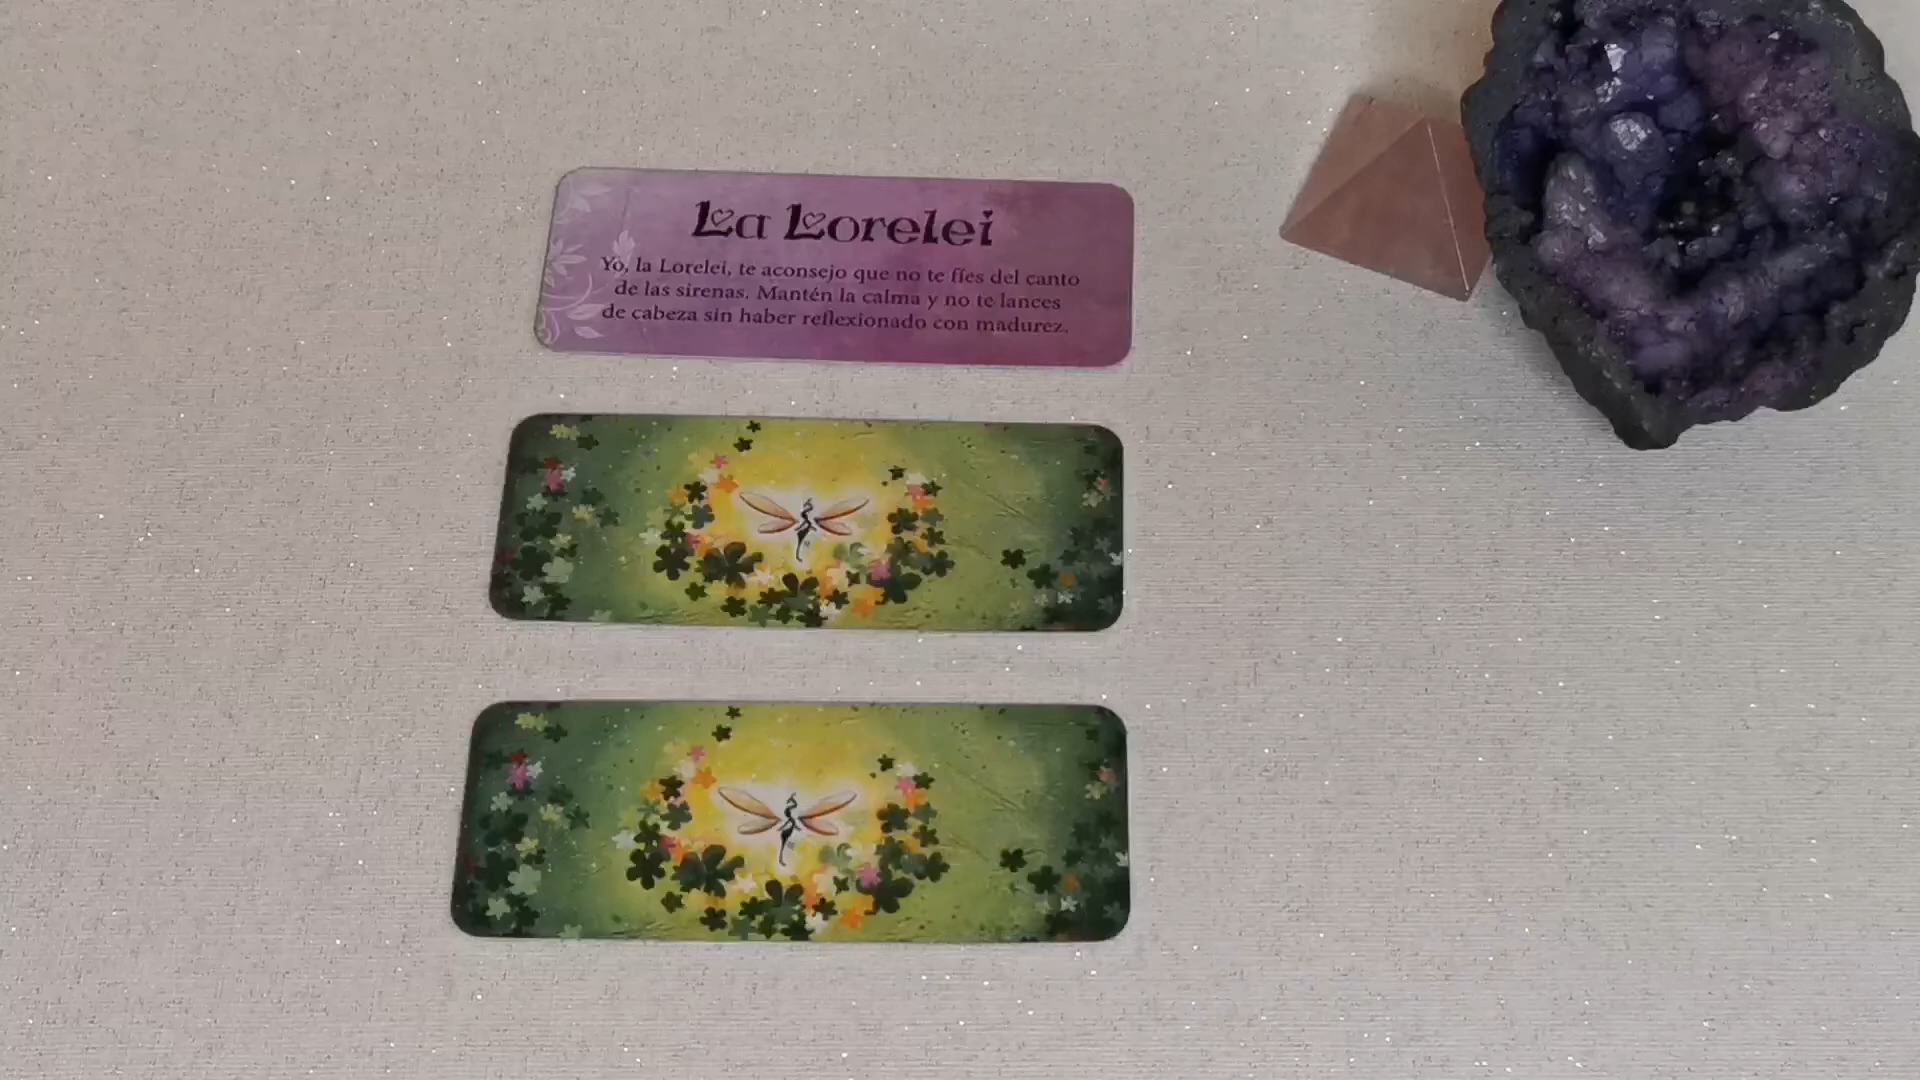 La Lorelei
Yo, la Lorelei, te aconsejo que no te fíes del canto
de las sirenas. Mantén la calma y no te lances
de cabeza sin haber reflexionado con madurez.